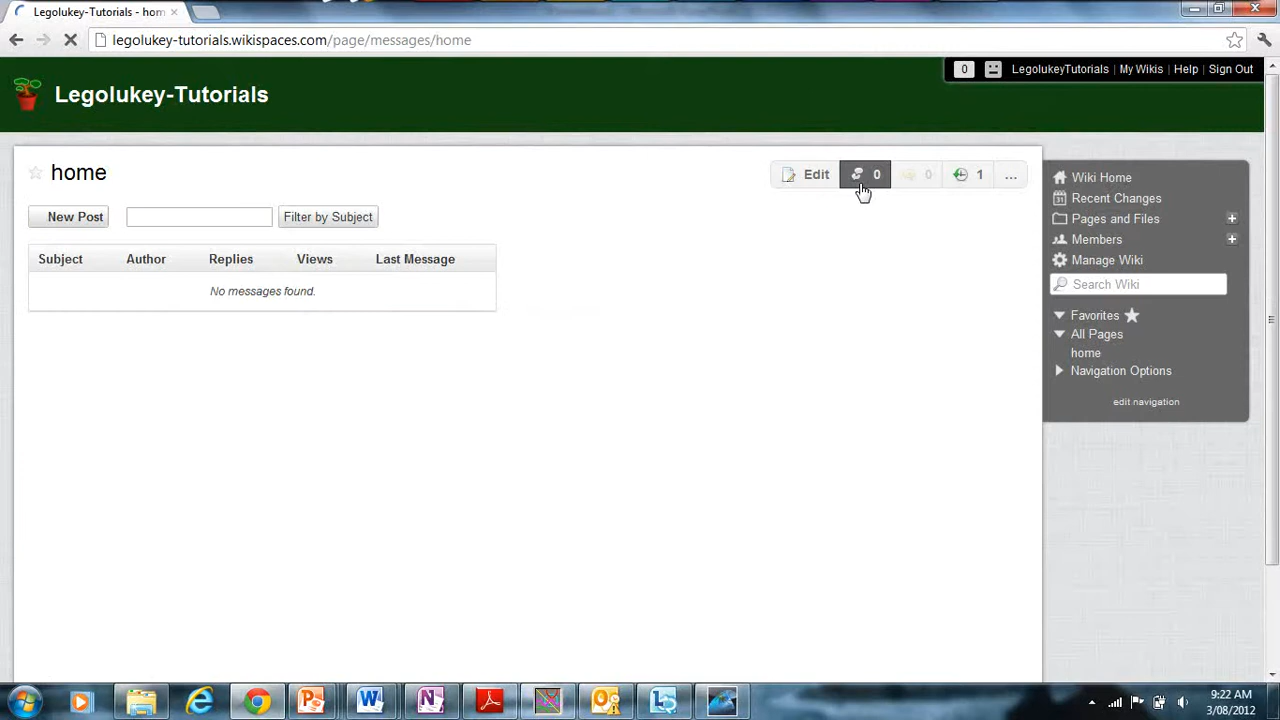 Legolukey-Tutorials - hom
legolukey-tutorials.wikispaces.com/page/messages/home
0 LegolukeyTutorials My Wikis Help Sign Out
Legolukey-Tutorials
home
Edit 0 0 1 ...
New Post Filter by Subject
Subject Author Replies Views Last Message
No messages found.
Wiki Home
Recent Changes
Pages and Files
Members
Manage Wiki
Search Wiki
Favorites
All Pages
home
Navigation Options
edit navigation
9:22 AM
3/08/2012